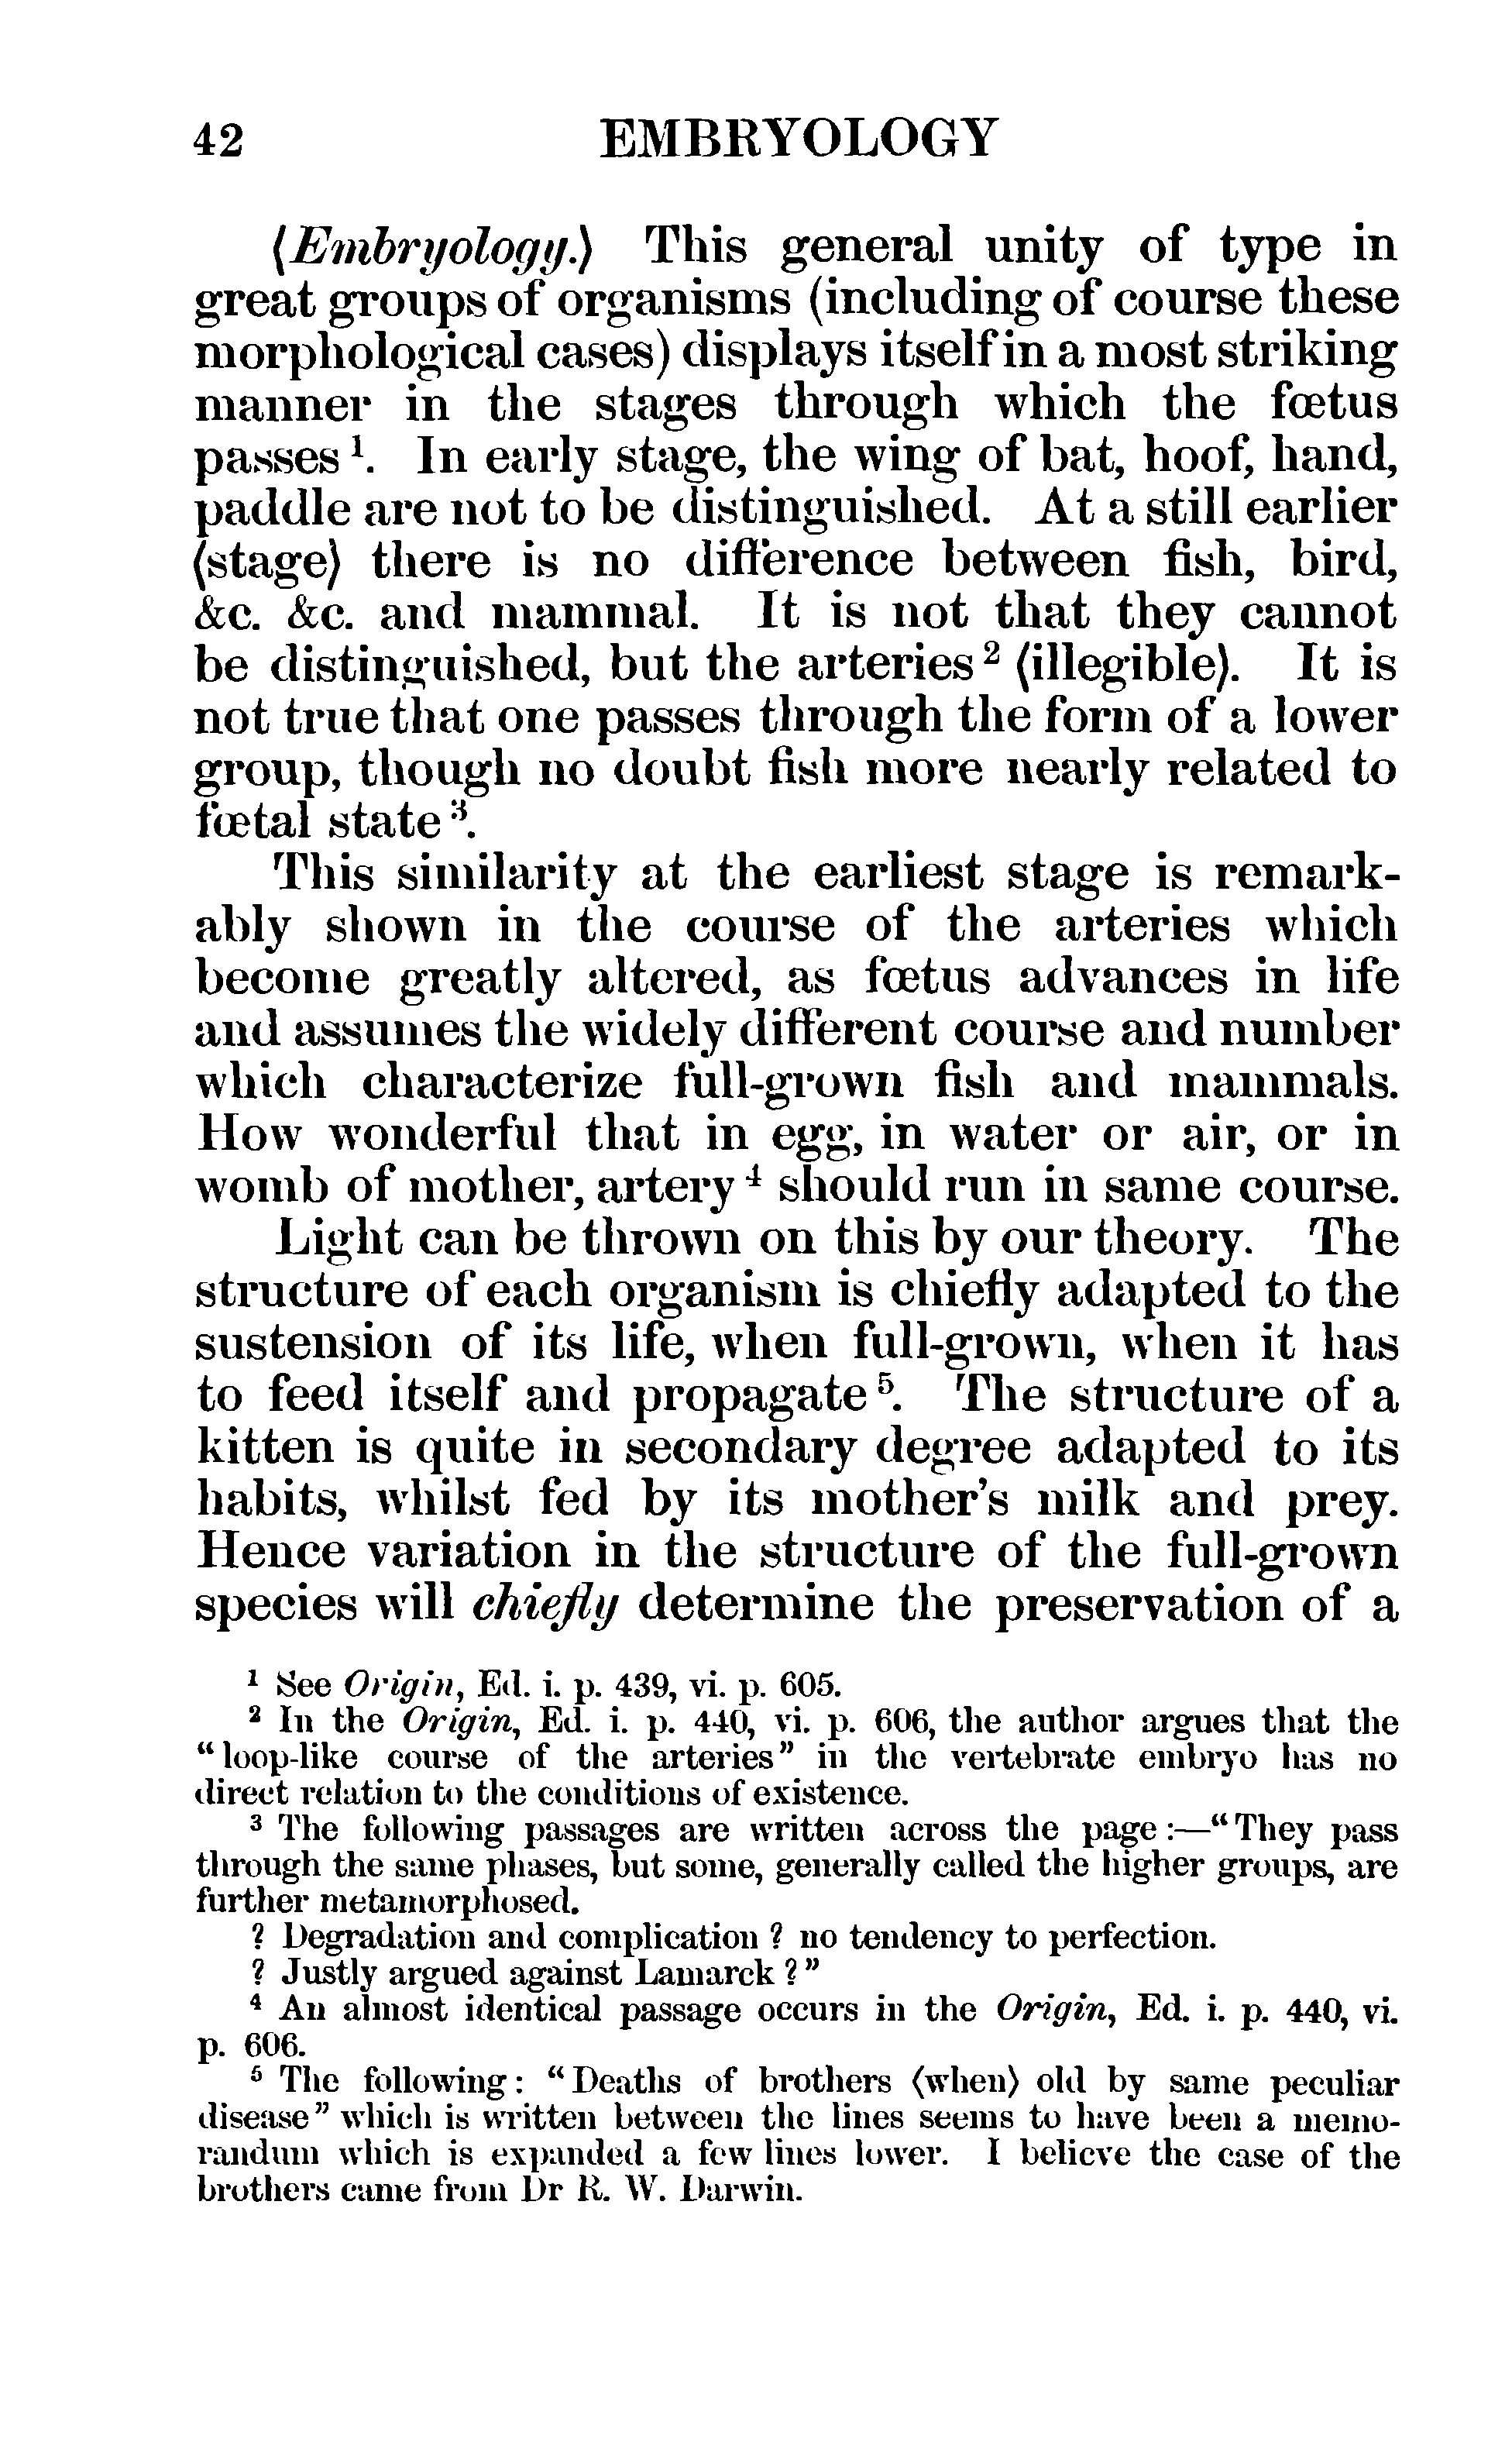 42 EMBRYOLOGY
⟨Embryology.⟩ This general unity of type in
great groups of organisms (including of course these
morphological cases) displays itself in a most striking
manner in the stages through which the fœtus
passes ¹. In early stage, the wing of bat, hoof, hand,
paddle are not to be distinguished. At a still earlier
⟨stage⟩ there is no difference between fish, bird,
&c. &c. and mammal. It is not that they cannot
be distinguished, but the arteries ² ⟨illegible⟩. It is
not true that one passes through the form of a lower
group, though no doubt fish more nearly related to
fœtal state ³.
This similarity at the earliest stage is remark-
ably shown in the course of the arteries which
become greatly altered, as fœtus advances in life
and assumes the widely different course and number
which characterize full-grown fish and mammals.
How wonderful that in egg, in water or air, or in
womb of mother, artery ⁴ should run in same course.
Light can be thrown on this by our theory. The
structure of each organism is chiefly adapted to the
sustension of its life, when full-grown, when it has
to feed itself and propagate ⁵. The structure of a
kitten is quite in secondary degree adapted to its
habits, whilst fed by its mother's milk and prey.
Hence variation in the structure of the full-grown
species will chiefly determine the preservation of a
¹ See Origin, Ed. i. p. 439, vi. p. 605.
² In the Origin, Ed. i. p. 440, vi. p. 606, the author argues that the
"loop-like course of the arteries" in the vertebrate embryo has no
direct relation to the conditions of existence.
³ The following passages are written across the page:—"They pass
through the same phases, but some, generally called the higher groups, are
further metamorphosed.
? Degradation and complication ? no tendency to perfection.
? Justly argued against Lamarck ?"
⁴ An almost identical passage occurs in the Origin, Ed. i. p. 440, vi.
p. 606.
⁵ The following: "Deaths of brothers ⟨when⟩ old by same peculiar
disease" which is written between the lines seems to have been a memo-
randum which is expanded a few lines lower. I believe the case of the
brothers came from Dr R. W. Darwin.